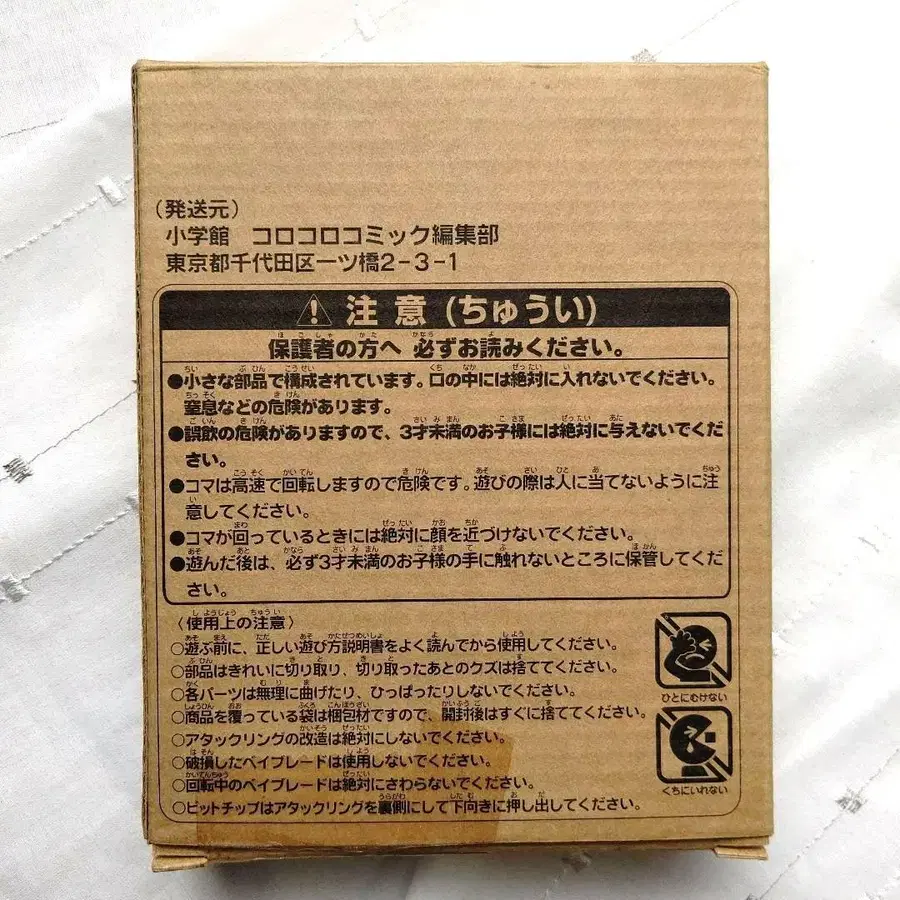 (発送元)
小学館 コロコロコミック編集部
東京都千代田区一ツ橋2-3-1
注意(ちゅうい)
保護者の方へ 必ずお読みください。
●小さな部品で構成されています。口の中には絶対に入れないでください。
窒息などの危険があります。
●誤飲の危険がありますので、3才未満のお子様には絶対に与えないでくだ
さい。
●コマは高速で回転しますので危険です。遊びの際は人に当てないように注
意してください。
●コマが回っているときには絶対に顔を近づけないでください。
●遊んだ後は、必ず3才未満のお子様の手に触れないところに保管してくだ
さい。
〈使用上の注意〉
○遊ぶ前に、正しい遊び方説明書をよく読んでから使用してください。
○部品はきれいに切り取り、切り取ったあとのクズは捨ててください。
○各パーツは無理に曲げたり、ひっぱったりしないでください。
○商品を覆っている袋は梱包材ですので、開封後はすぐに捨ててください。
○アタックリングの改造は絶対にしないでください。
○破損したベイブレードは使用しないでください。
○回転中のベイブレードは絶対にさわらないでください。
○ビットチップはアタックリングを裏側にして下向きに押し出してください。
ひとにむけない
くちにいれない